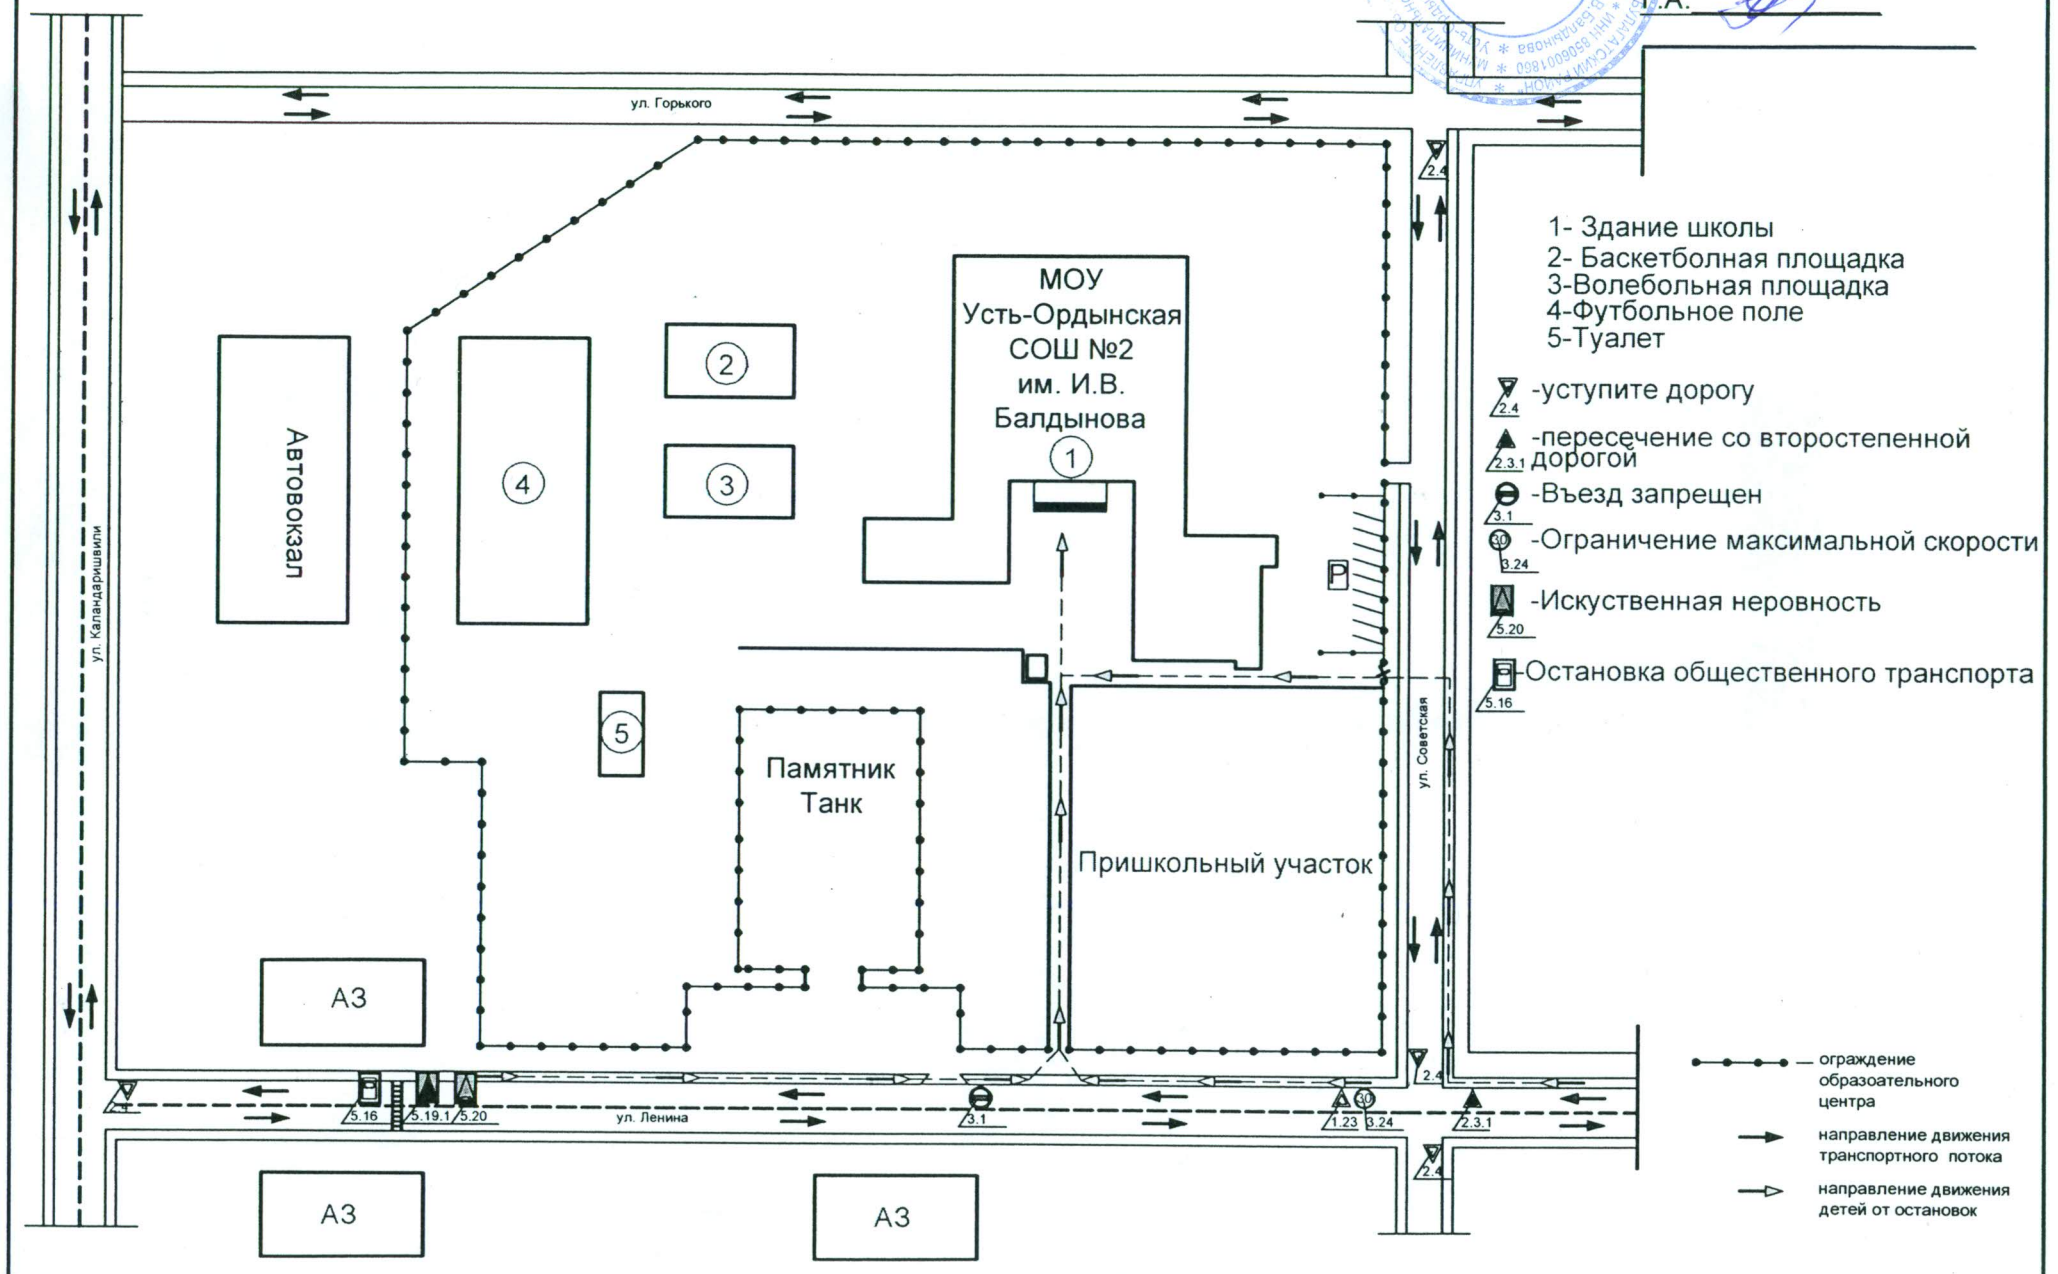 Г.А.
ул. Горького
2.4
1- Здание школы
2- Баскетболная площадка
3-Волебольная площадка
4-Футбольное поле
5-Туалет
МОУ
Усть-Ордынская
СОШ №2
им. И.В.
Балдынова
1
2
3
4
5
Автовокзал
ул. Каландаришвили
P
ул. Советская
-уступите дорогу
2.4
-пересечение со второстепенной
2.3.1 дорогой
-Въезд запрещен
3.1
30 -Ограничение максимальной скорости
3.24
-Искуственная неровность
5.20
-Остановка общественного транспорта
5.16
Памятник
Танк
Пришкольный участок
АЗ
2.4
2.4
5.16
5.19.1
5.20
ул. Ленина
3.1
1.23
30
3.24
2.3.1
2.4
АЗ
АЗ
ограждение
образоательного
центра
направление движения
транспортного потока
направление движения
детей от остановок